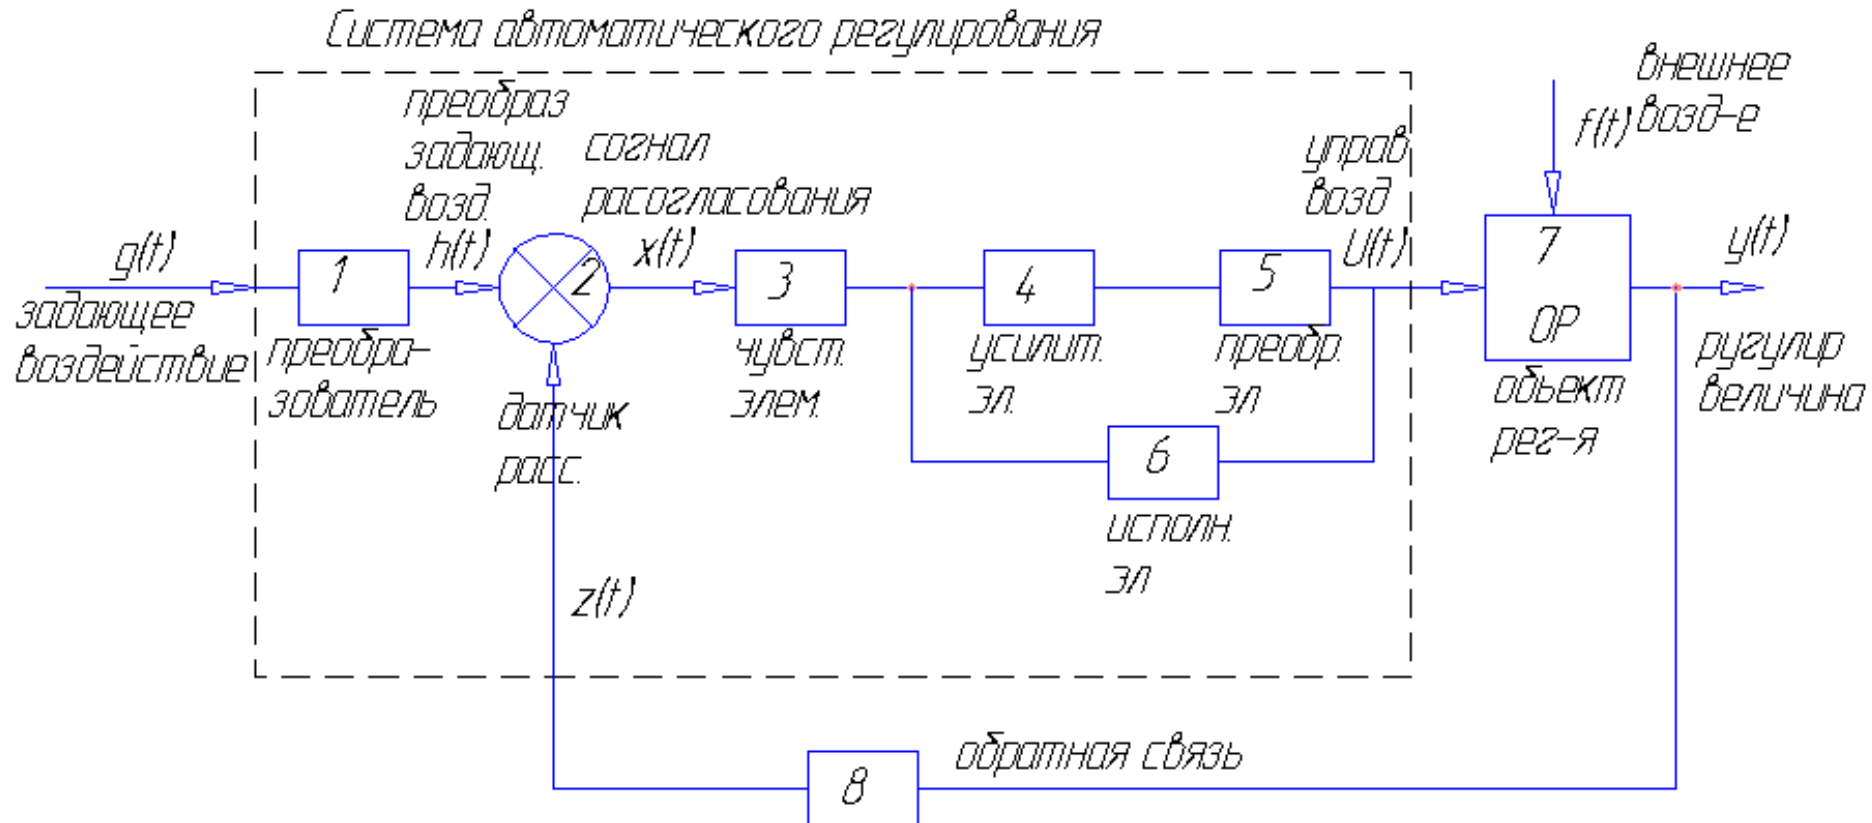 Система автоматического регулирования
преобраз
задающ.
возд.
h(t)
согнал
расогласования
x(t)
управ
возд
U(t)
внешнее
возд-е
f(t)
g(t)
задающее
воздействие
1
преобра-
зователь
2
датчик
расс.
3
чувст.
элем.
4
усилит.
эл.
5
преобр.
эл
6
исполн.
эл
7
ОР
объект
рег-я
y(t)
ругулир
величина
z(t)
обратная связь
8